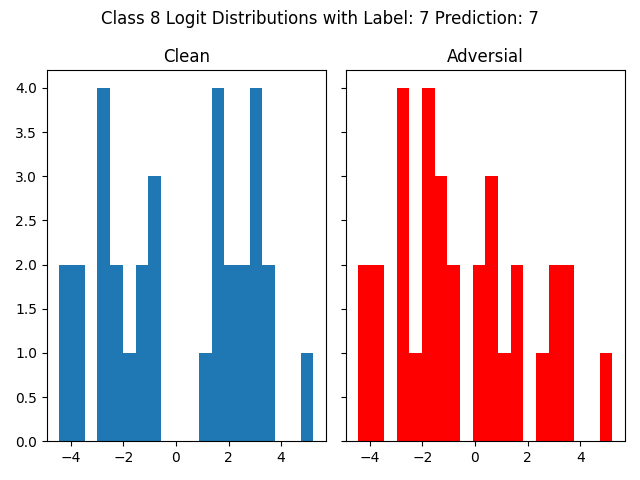 Class 8 Logit Distributions with Label: 7 Prediction: 7
Clean
Adversial
4.0
3.5
3.0
2.5
2.0
1.5
1.0
0.5
0.0
−4 −2 0 2 4
−4 −2 0 2 4